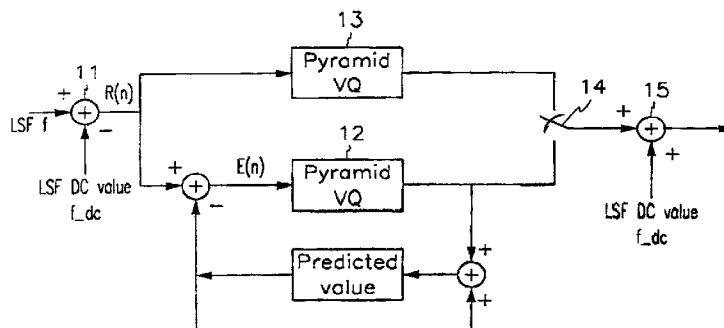 13
Pyramid
VQ
11
R(n)
+
LSF f
−
14
+
15
+
LSF DC value
f_dc
12
+
E(n)
−
Pyramid
VQ
LSF DC value
f_dc
+
Predicted
value
+